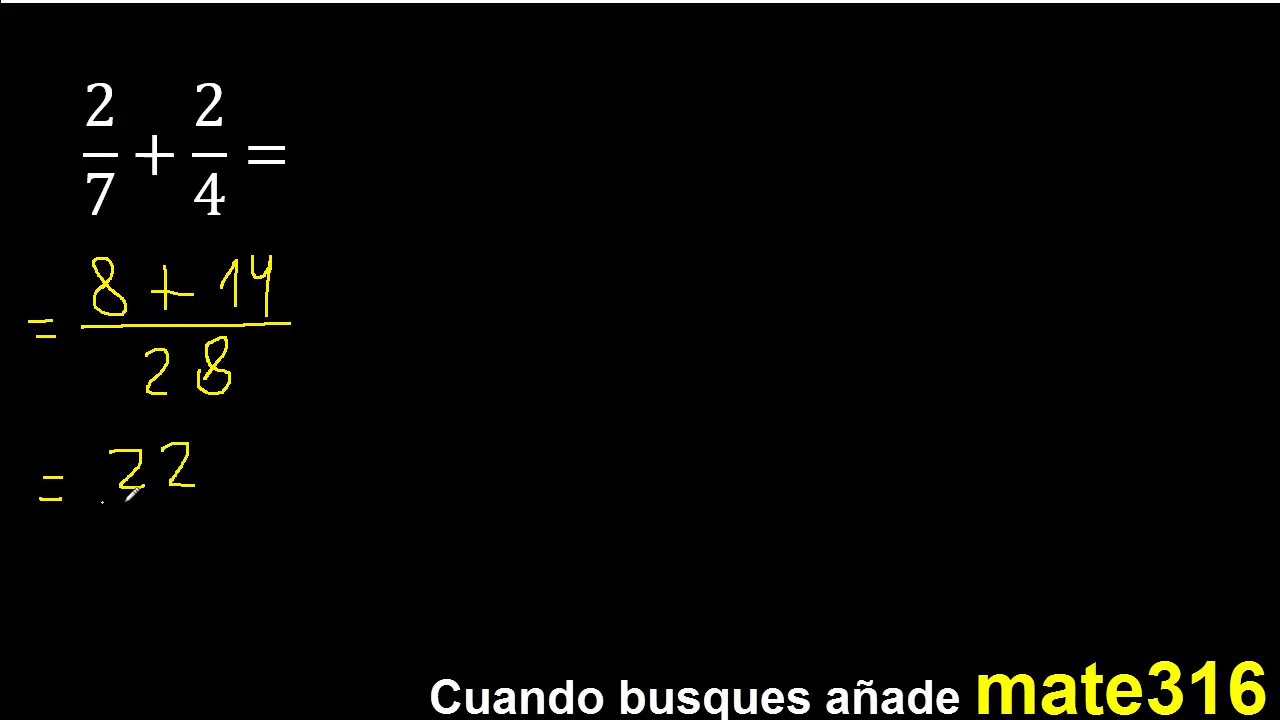 2/7 + 2/4 =
= 8 + 14 / 28
= 22
Cuando busques añade mate316